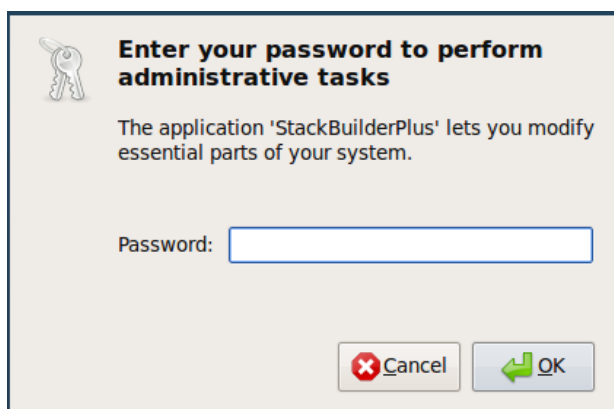 Enter your password to perform
administrative tasks
The application 'StackBuilderPlus' lets you modify
essential parts of your system.
Password:
Cancel
OK